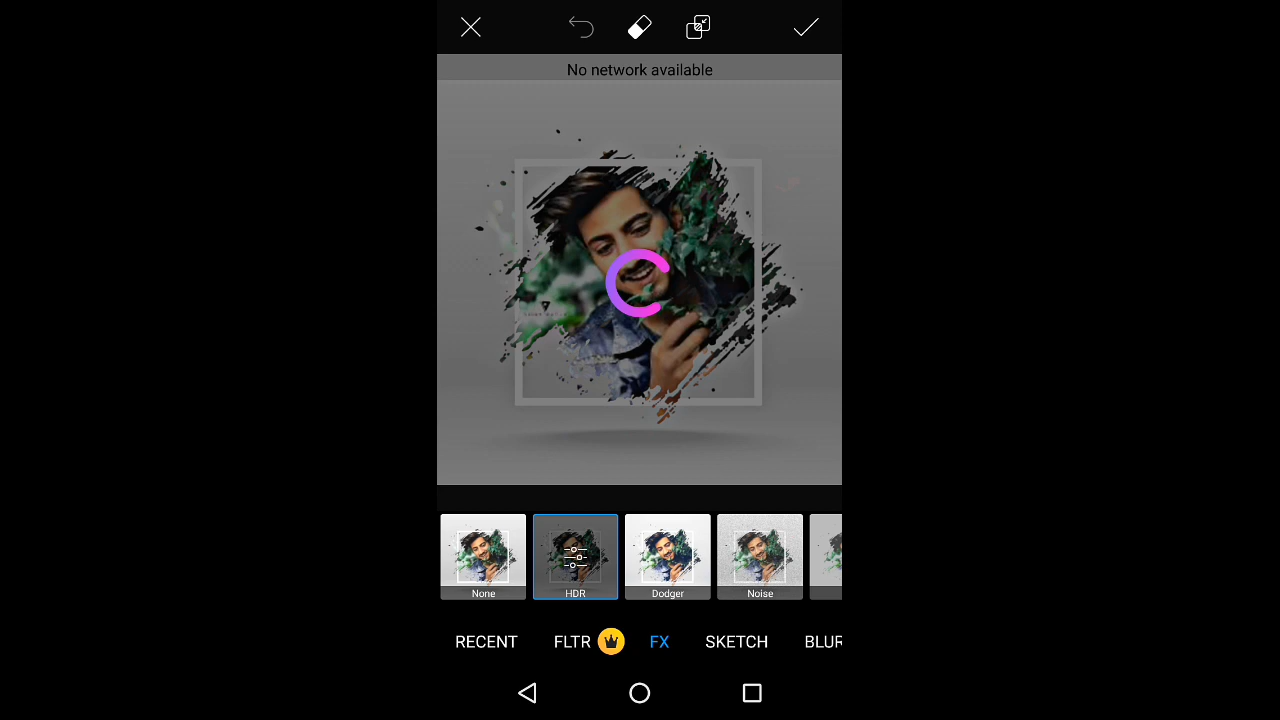 No network available
None
HDR
Dodger
Noise
RECENT
FLTR
FX
SKETCH
BLUR